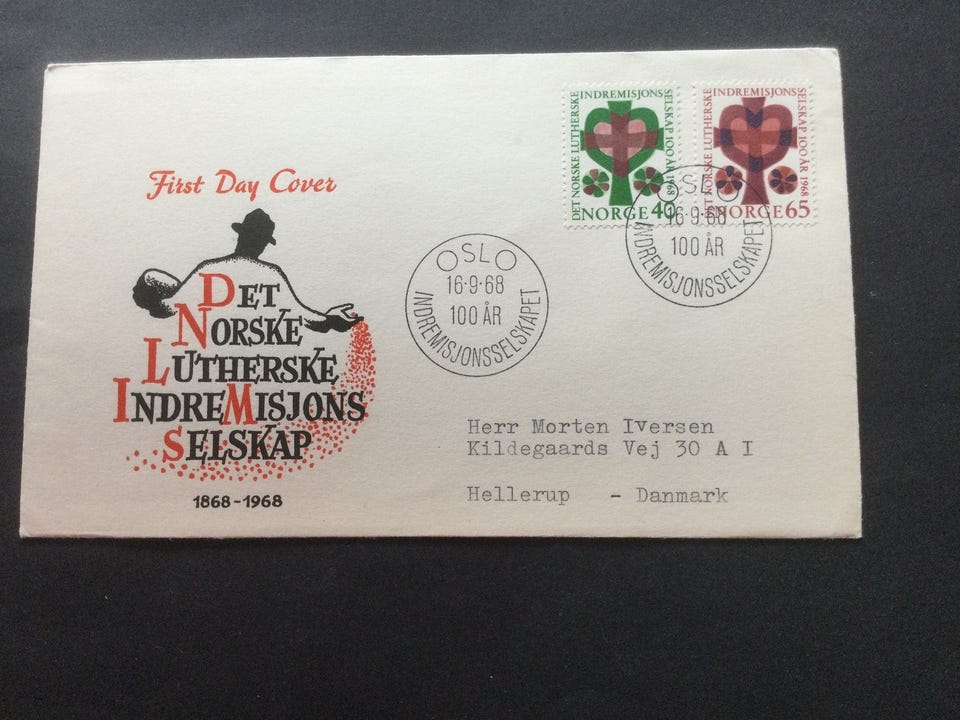 First Day Cover
DET
NORSKE
LUTHERSKE
INDREMISJONS
SELSKAP
1868-1968
OSLO
16·9·68
100 ÅR
INDREMISJONSSELSKAPET
DET NORSKE LUTHERSKE
INDREMISJONS
SELSKAP 100 ÅR 1968
NORGE 40
DET NORSKE LUTHERSKE
INDREMISJONS
SELSKAP 100 ÅR 1968
NORGE 65
OSLO
16·9·68
100 ÅR
INDREMISJONSSELSKAPET
Herr Morten Iversen
Kildegaards Vej 30 A I
Hellerup - Danmark